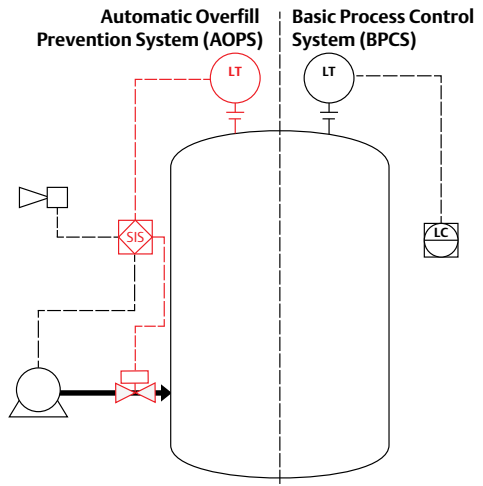 Automatic Overfill
Prevention System (AOPS)
Basic Process Control
System (BPCS)
LT
LT
SIS
LC